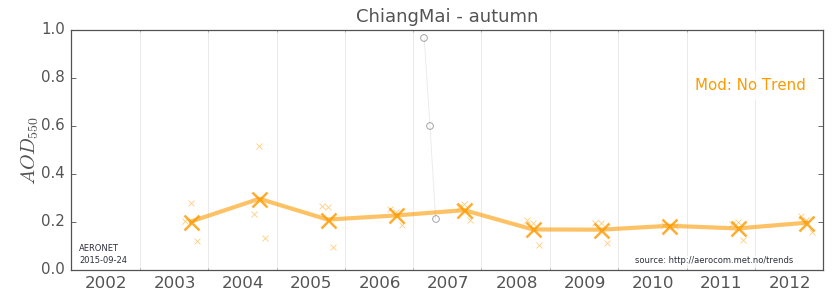 ChiangMai - autumn
1.0
0.8
0.6
0.4
0.2
0.0
AOD550
Mod: No Trend
AERONET
2015-09-24
source: http://aerocom.met.no/trends
2002 2003 2004 2005 2006 2007 2008 2009 2010 2011 2012